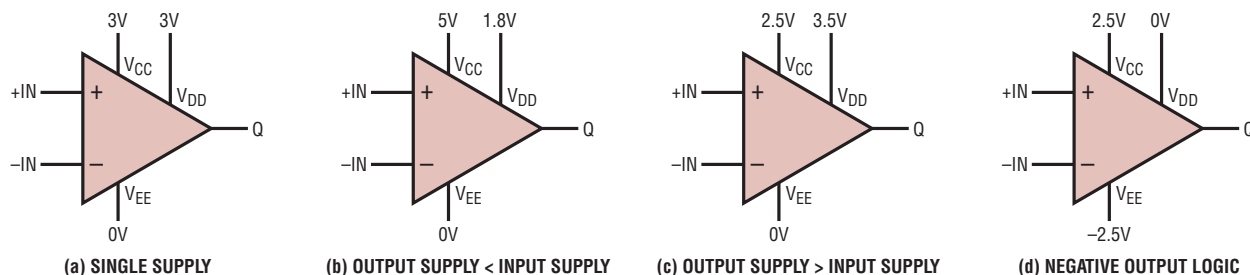 3V 3V 5V 1.8V 2.5V 3.5V 2.5V 0V
VCC VCC VCC VCC
+IN + +IN + +IN + +IN +
VDD VDD VDD VDD
Q Q Q
–IN – –IN – –IN – –IN –
VEE VEE VEE VEE
0V 0V 0V –2.5V
(a) SINGLE SUPPLY (b) OUTPUT SUPPLY < INPUT SUPPLY (c) OUTPUT SUPPLY > INPUT SUPPLY (d) NEGATIVE OUTPUT LOGIC